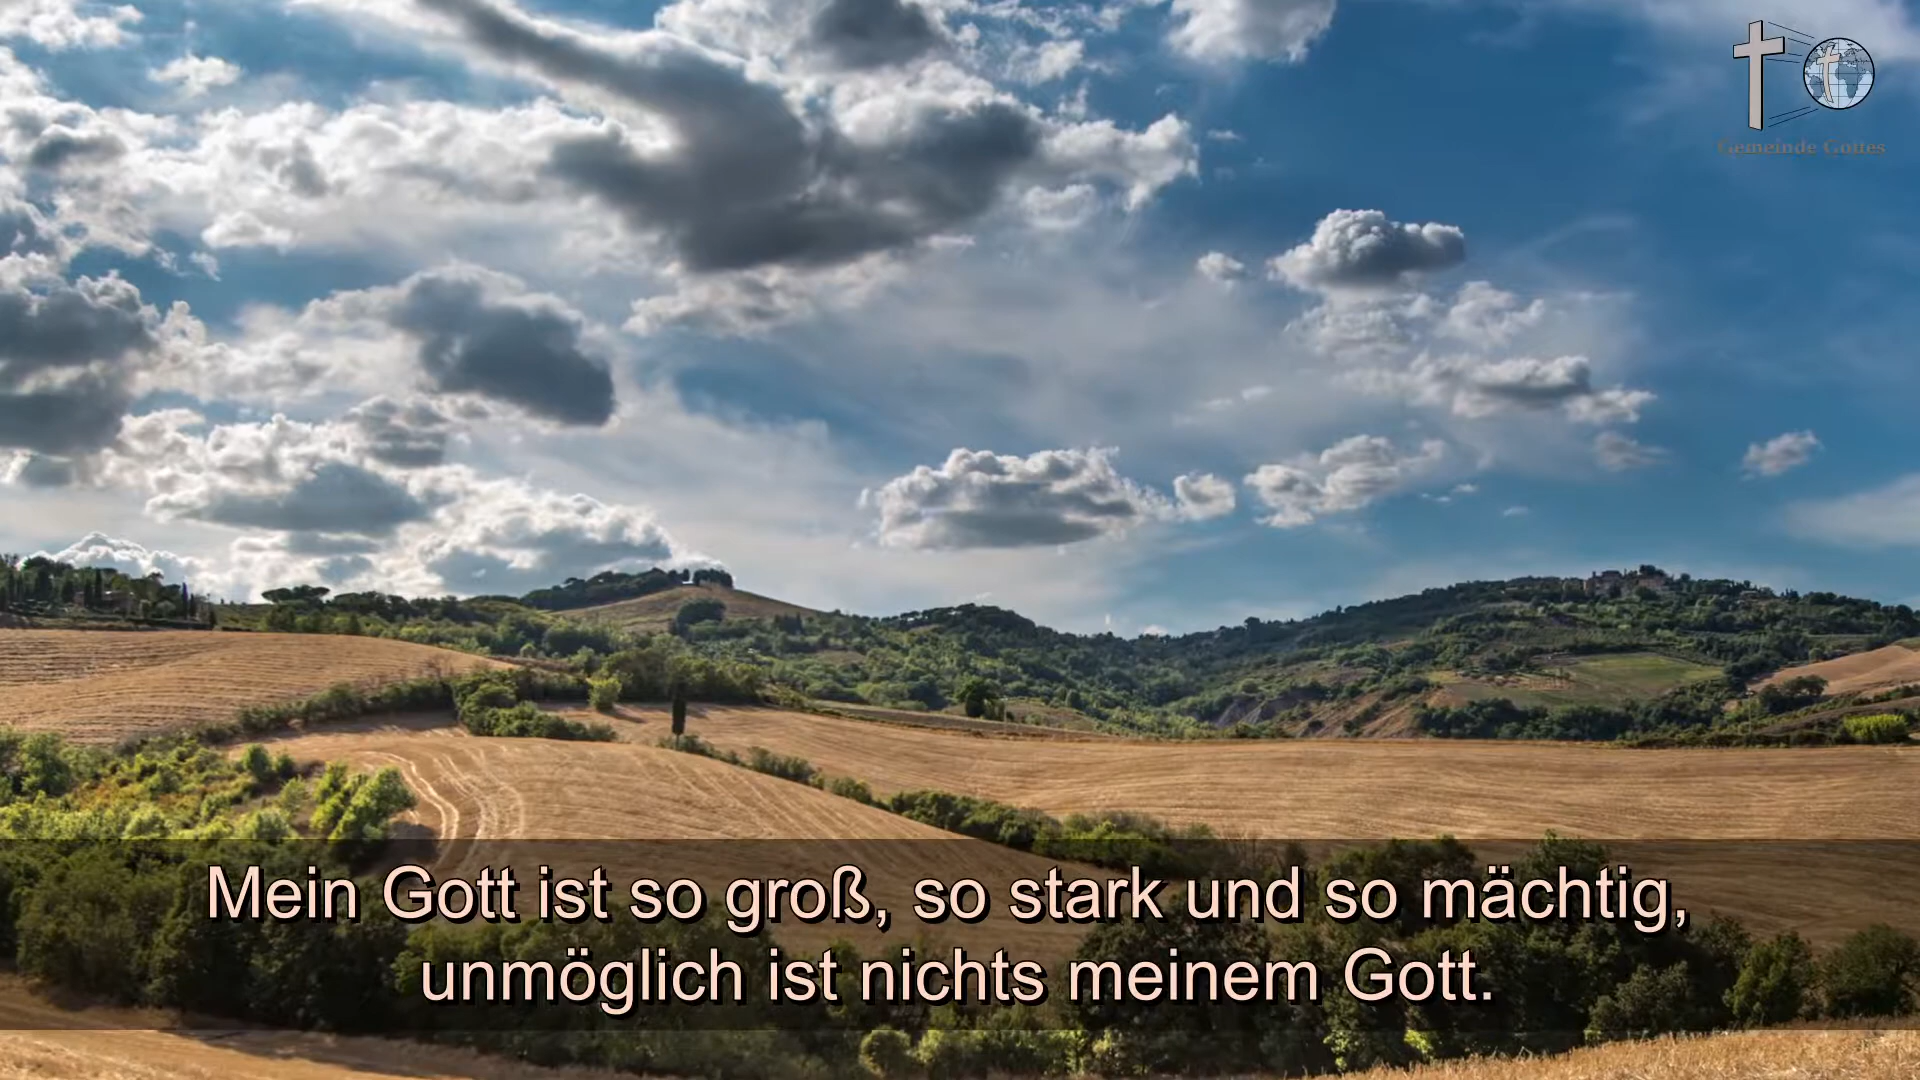 Gemeinde Gottes
Mein Gott ist so groß, so stark und so mächtig,
unmöglich ist nichts meinem Gott.